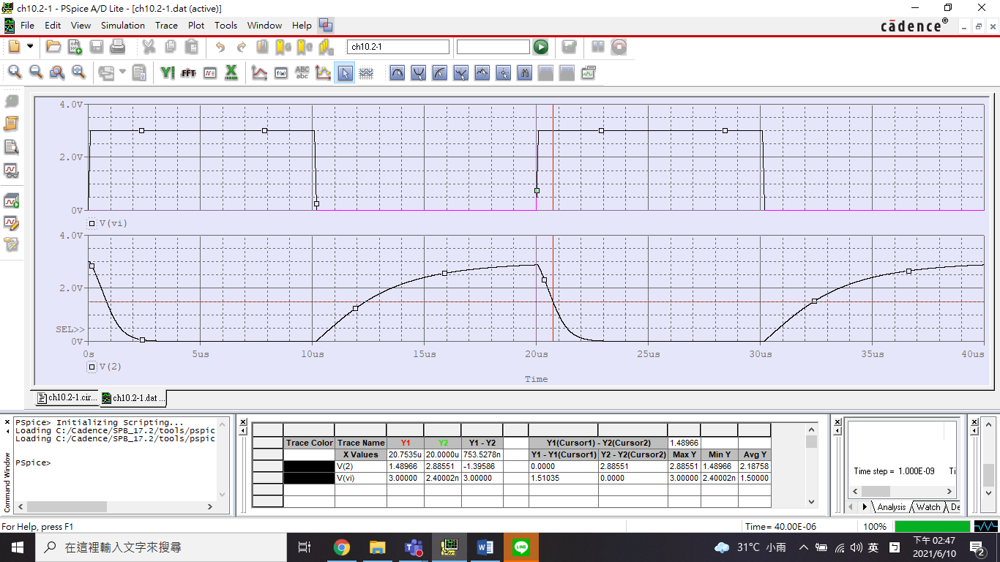 ch10.2-1 - PSpice A/D Lite - [ch10.2-1.dat (active)]
File Edit View Simulation Trace Plot Tools Window Help
cādence®
ch10.2-1
FFT
ABC
abc
4.0V
2.0V
0V
V(vi)
4.0V
2.0V
SEL>>
0V
0s 5us 10us 15us 20us 25us 30us 35us 40us
V(2)
Time
ch10.2-1.cir... ch10.2-1.dat ...
Command Window
PSpice> Initializing Scripting...
Loading C:/Cadence/SPB_17.2/tools/pspic
Loading C:/Cadence/SPB_17.2/tools/pspic
PSpice>
Trace Color Trace Name Y1 Y2 Y1 - Y2 Y1(Cursor1) - Y2(Cursor2) 1.48966
X Values 20.7535u 20.0000u 753.5278n Y1 - Y1(Cursor1) Y2 - Y2(Cursor2) Max Y Min Y Avg Y
V(2) 1.48966 2.88551 -1.39586 0.0000 2.88551 2.88551 1.48966 2.18758
V(vi) 3.00000 2.40002n 3.00000 1.51035 0.0000 3.00000 2.40002n 1.50000
Time step = 1.000E-09 Ti
Analysis Watch De
For Help, press F1
Time= 40.00E-06 100%
在這裡輸入文字來搜尋
LINE
31°C 小雨
英
下午 02:47
2021/6/10
2